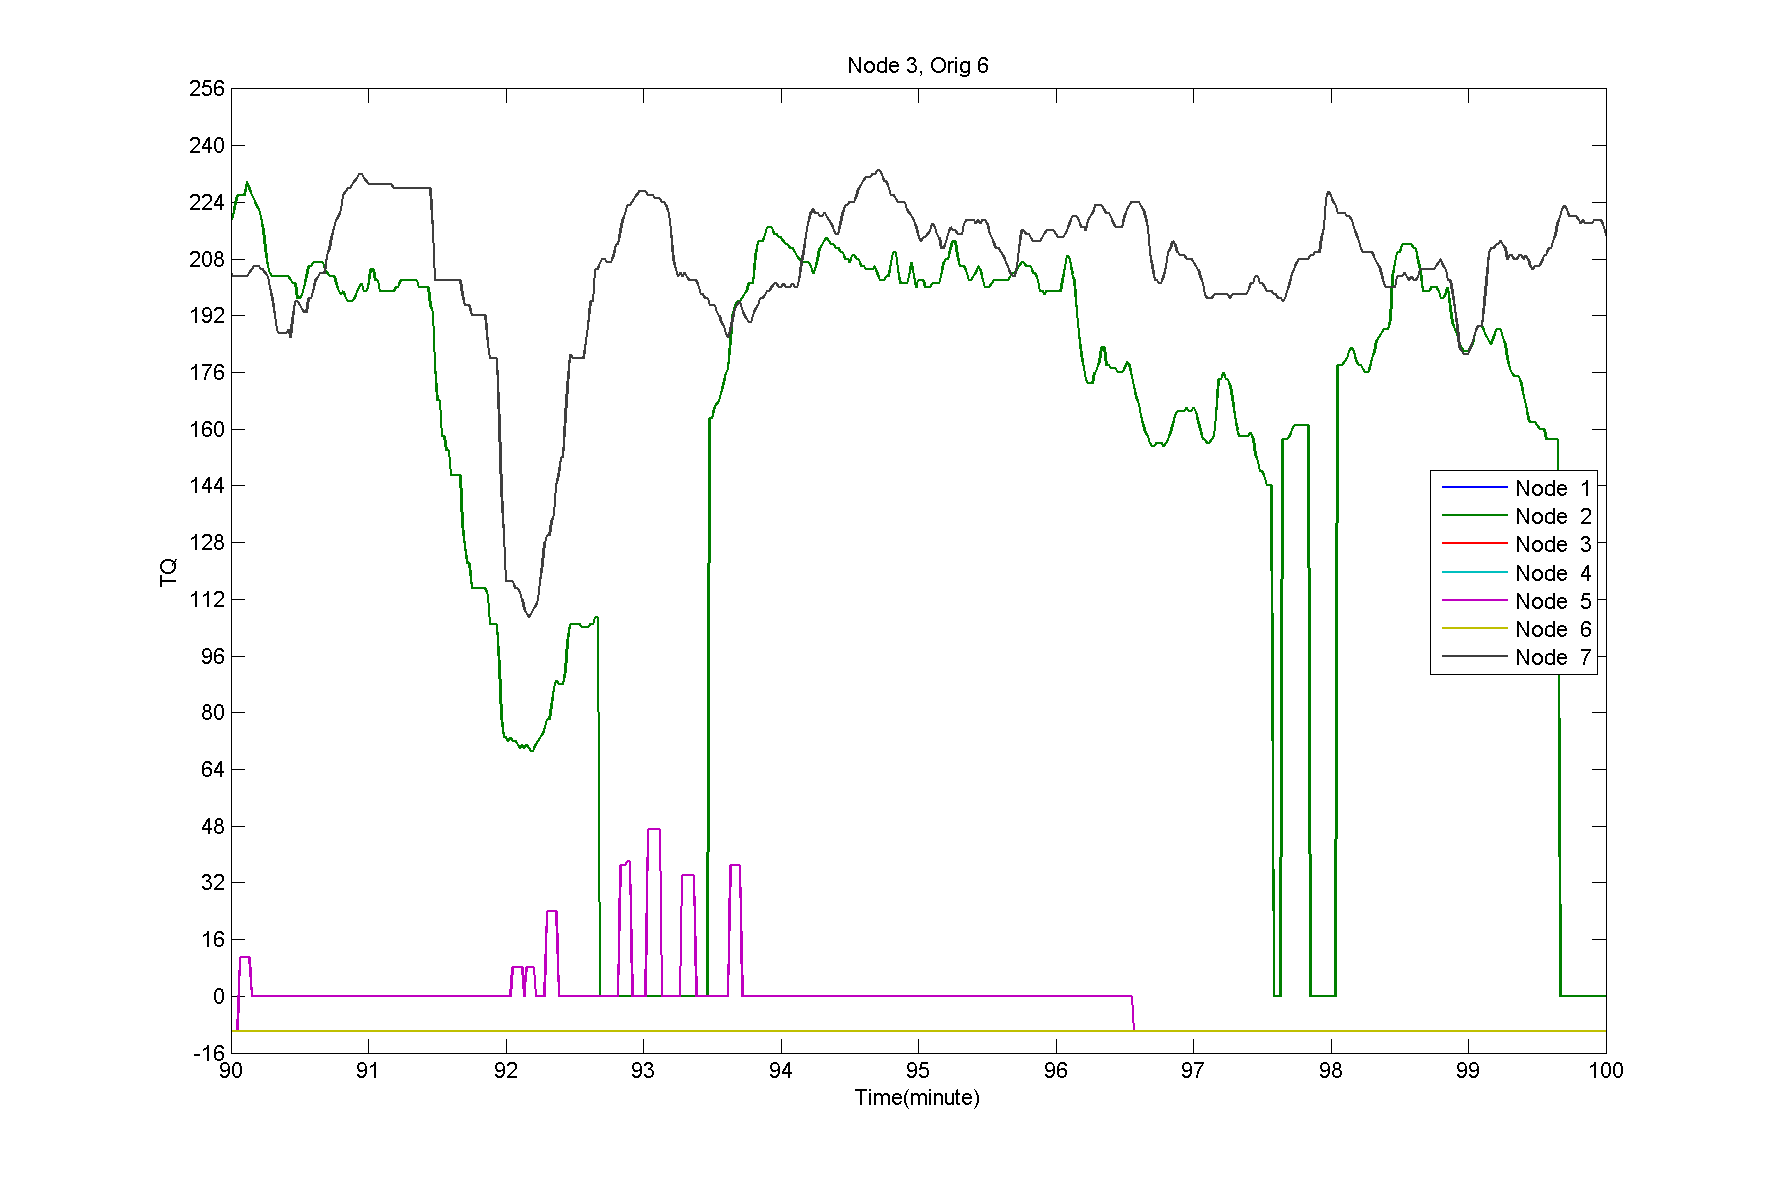 Node 3, Orig 6
256
240
224
208
192
176
160
144
128
112
96
80
64
48
32
16
0
-16
TQ
Node 1
Node 2
Node 3
Node 4
Node 5
Node 6
Node 7
90 91 92 93 94 95 96 97 98 99 100
Time(minute)